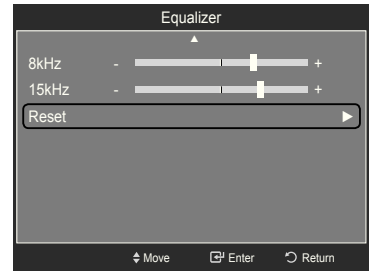 Equalizer
8kHz - +
15kHz - +
Reset
Move Enter Return